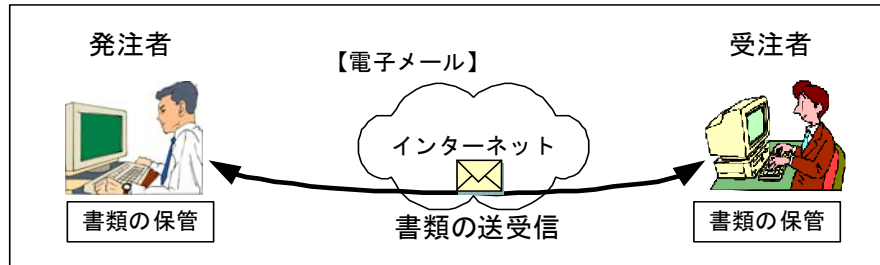 発注者
受注者
【電子メール】
インターネット
書類の送受信
書類の保管
書類の保管